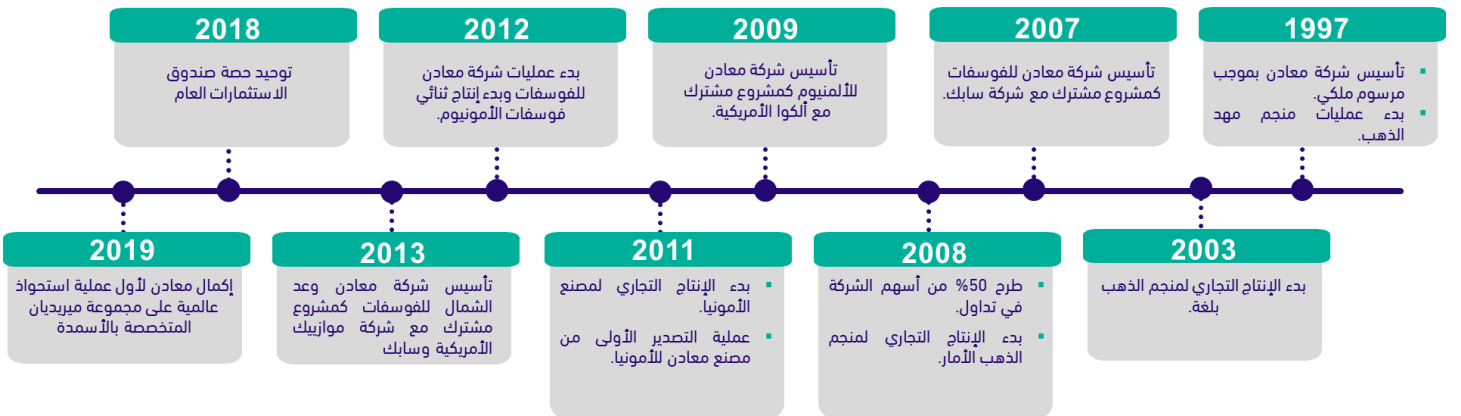 1997
تأسيس شركة معادن بموجب
مرسوم ملكي.
بدء عمليات منجم مهد
الذهب.
2003
بدء الإنتاج التجاري لمنجم الذهب
بلغة.
2007
تأسيس شركة معادن للفوسفات
كمشروع مشترك مع شركة سابك.
2008
طرح 50% من أسهم الشركة
في تداول.
بدء الإنتاج التجاري لمنجم
الذهب الأمار.
2009
تأسيس شركة معادن
للألمنيوم كمشروع مشترك
مع ألكوا الأمريكية.
2011
بدء الإنتاج التجاري لمصنع
الأمونيا.
عملية التصدير الأولى من
مصنع معادن للأمونيا.
2012
بدء عمليات شركة معادن
للفوسفات وبدء إنتاج ثنائي
فوسفات الأمونيوم.
2013
تأسيس شركة معادن وعد
الشمال للفوسفات كمشروع
مشترك مع شركة موازييك
الأمريكية وسابك
2018
توحيد حصة صندوق
الاستثمارات العام
2019
إكمال معادن لأول عملية استحواذ
عالمية على مجموعة ميريديان
المتخصصة بالأسمدة